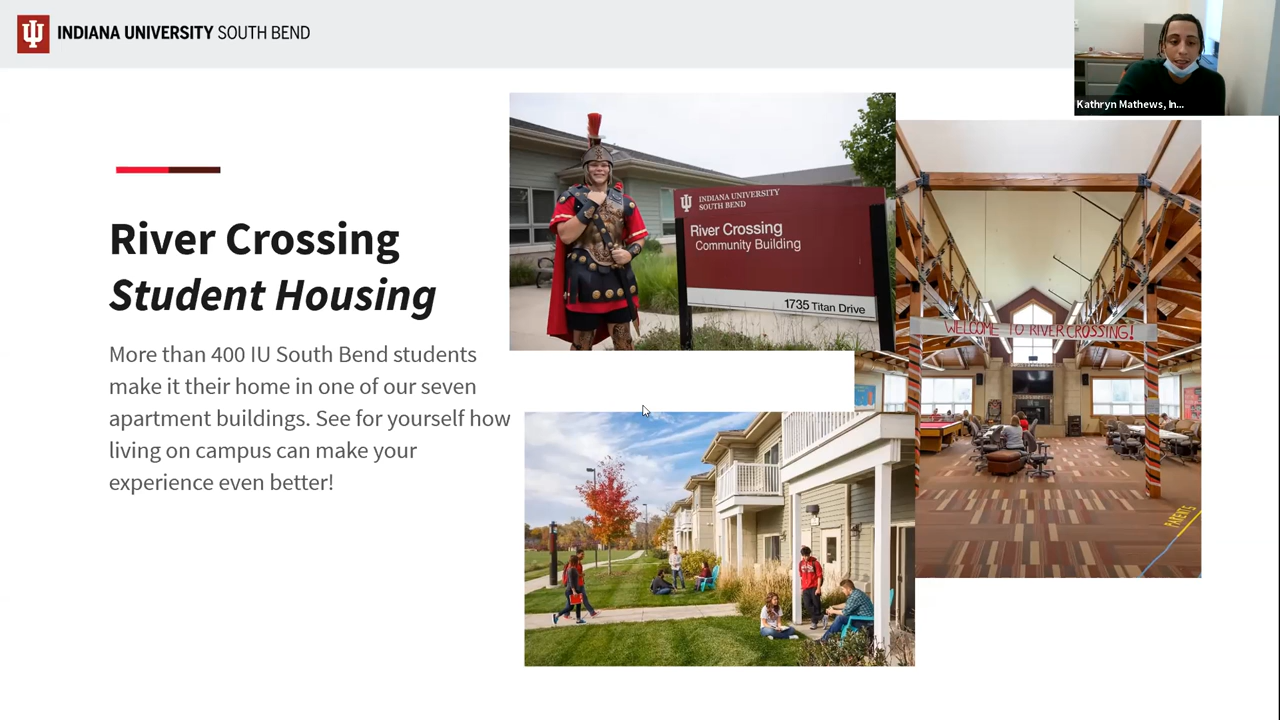 INDIANA UNIVERSITY SOUTH BEND
Kathryn Mathews, In...
River Crossing
Student Housing
More than 400 IU South Bend students
make it their home in one of our seven
apartment buildings. See for yourself how
living on campus can make your
experience even better!
INDIANA UNIVERSITY
SOUTH BEND
River Crossing
Community Building
1735 Titan Drive
WELCOME TO RIVER CROSSING!
PARENTS